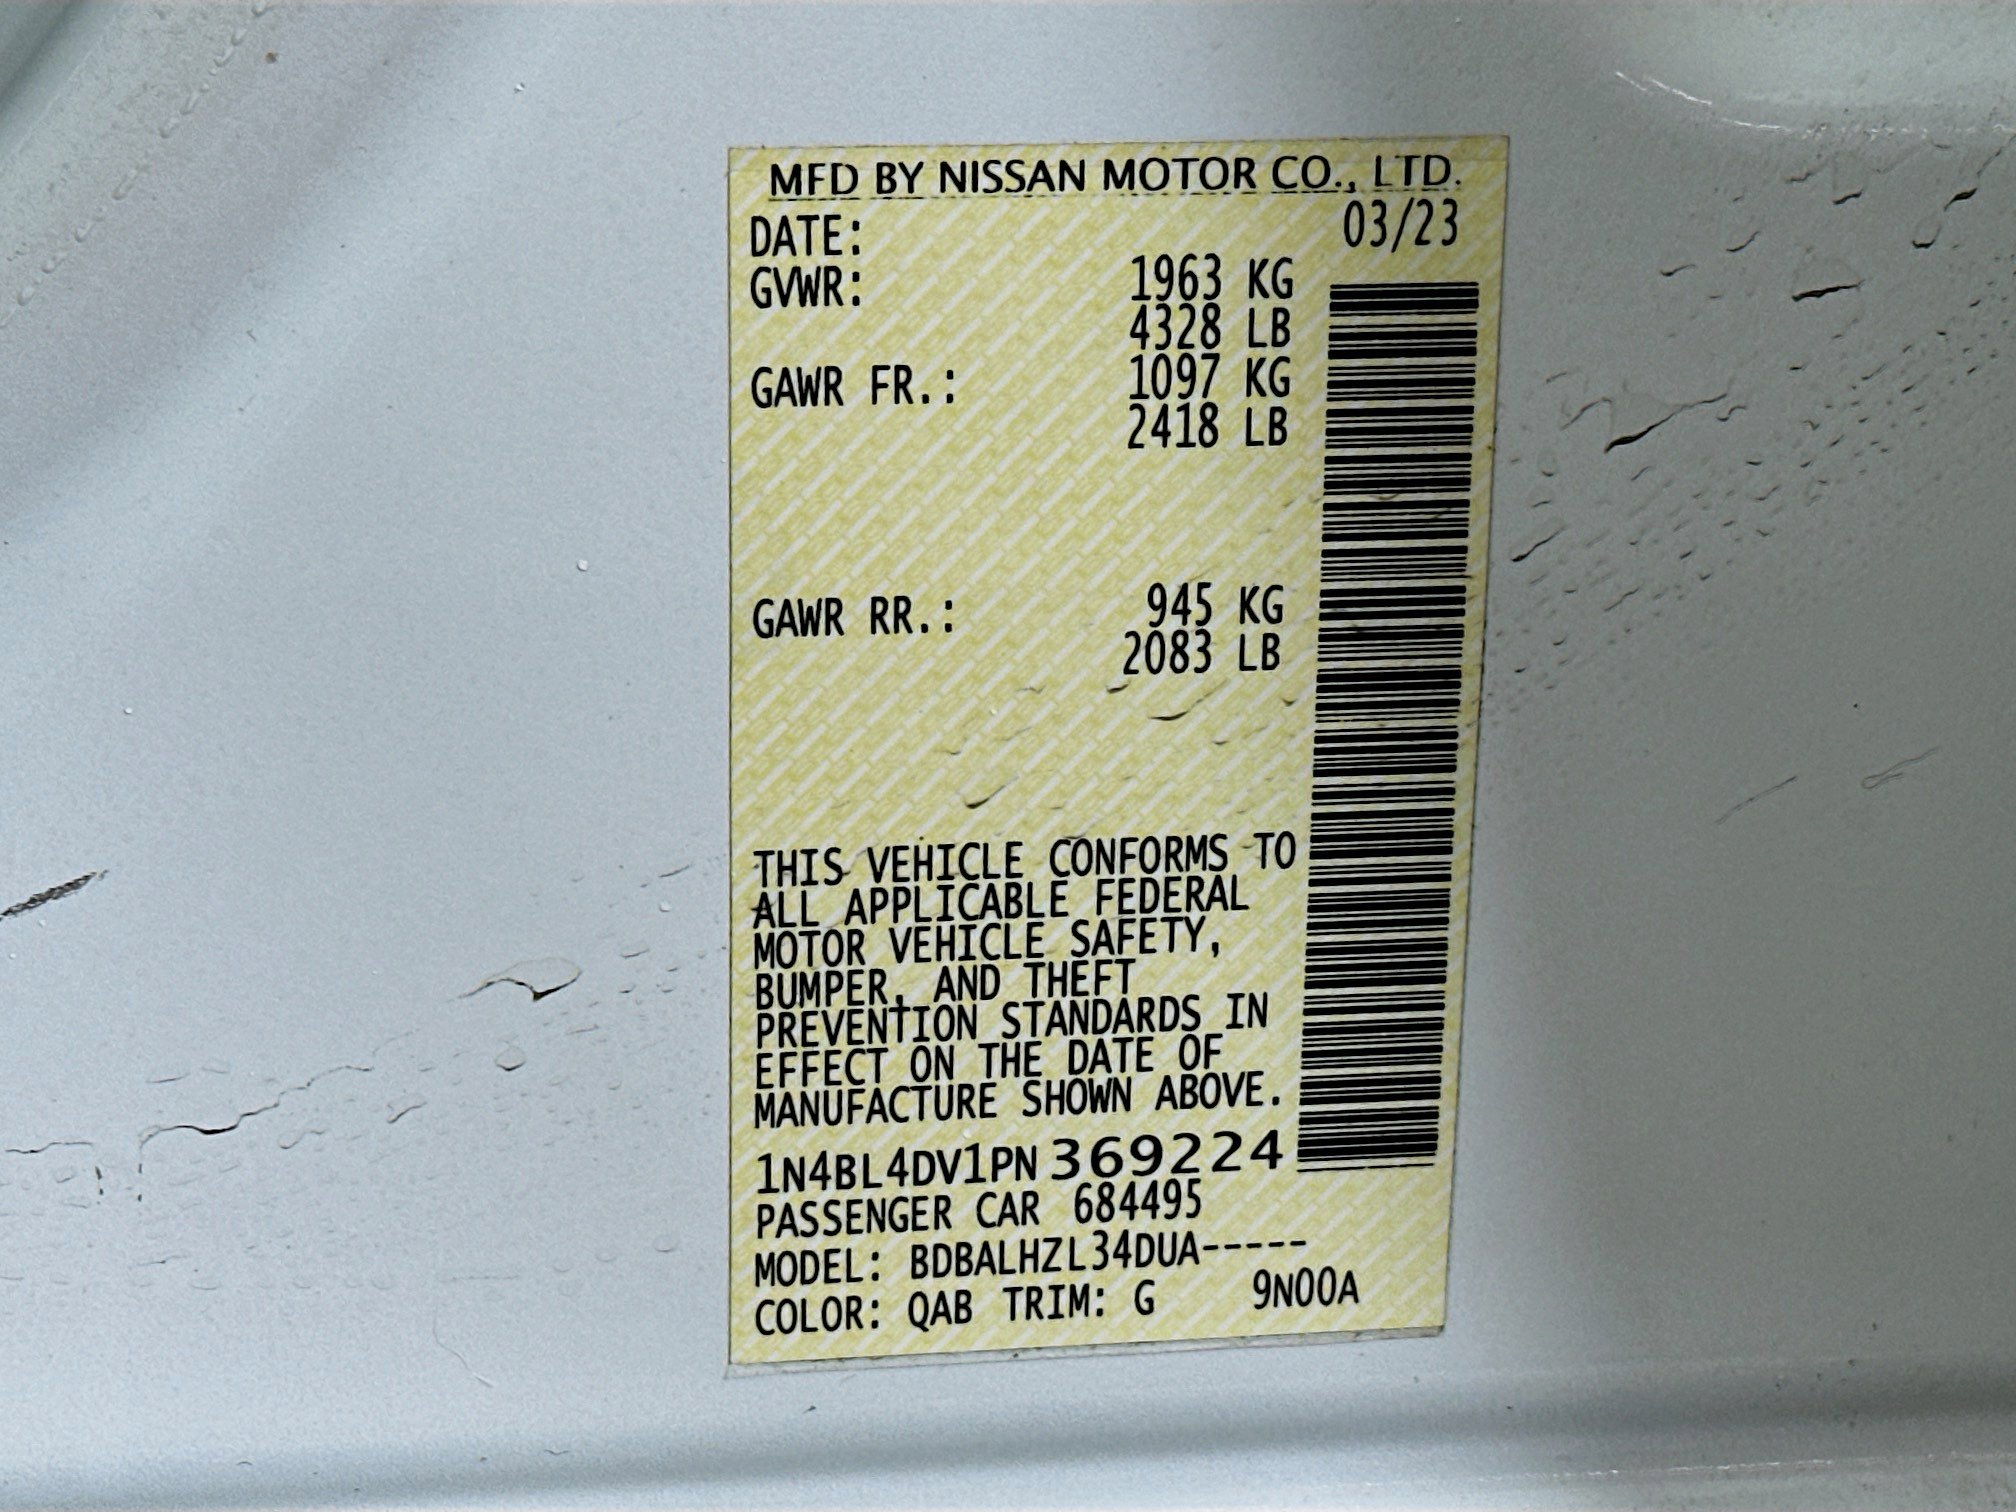 MFD BY NISSAN MOTOR CO., LTD.
DATE: 03/23
GVWR: 1963 KG
4328 LB
GAWR FR.: 1097 KG
2418 LB
GAWR RR.: 945 KG
2083 LB
THIS VEHICLE CONFORMS TO
ALL APPLICABLE FEDERAL
MOTOR VEHICLE SAFETY,
BUMPER, AND THEFT
PREVENTION STANDARDS IN
EFFECT ON THE DATE OF
MANUFACTURE SHOWN ABOVE.
1N4BL4DV1PN369224
PASSENGER CAR 684495
MODEL: BDBALHZL34DUA-----
COLOR: QAB TRIM: G 9N00A